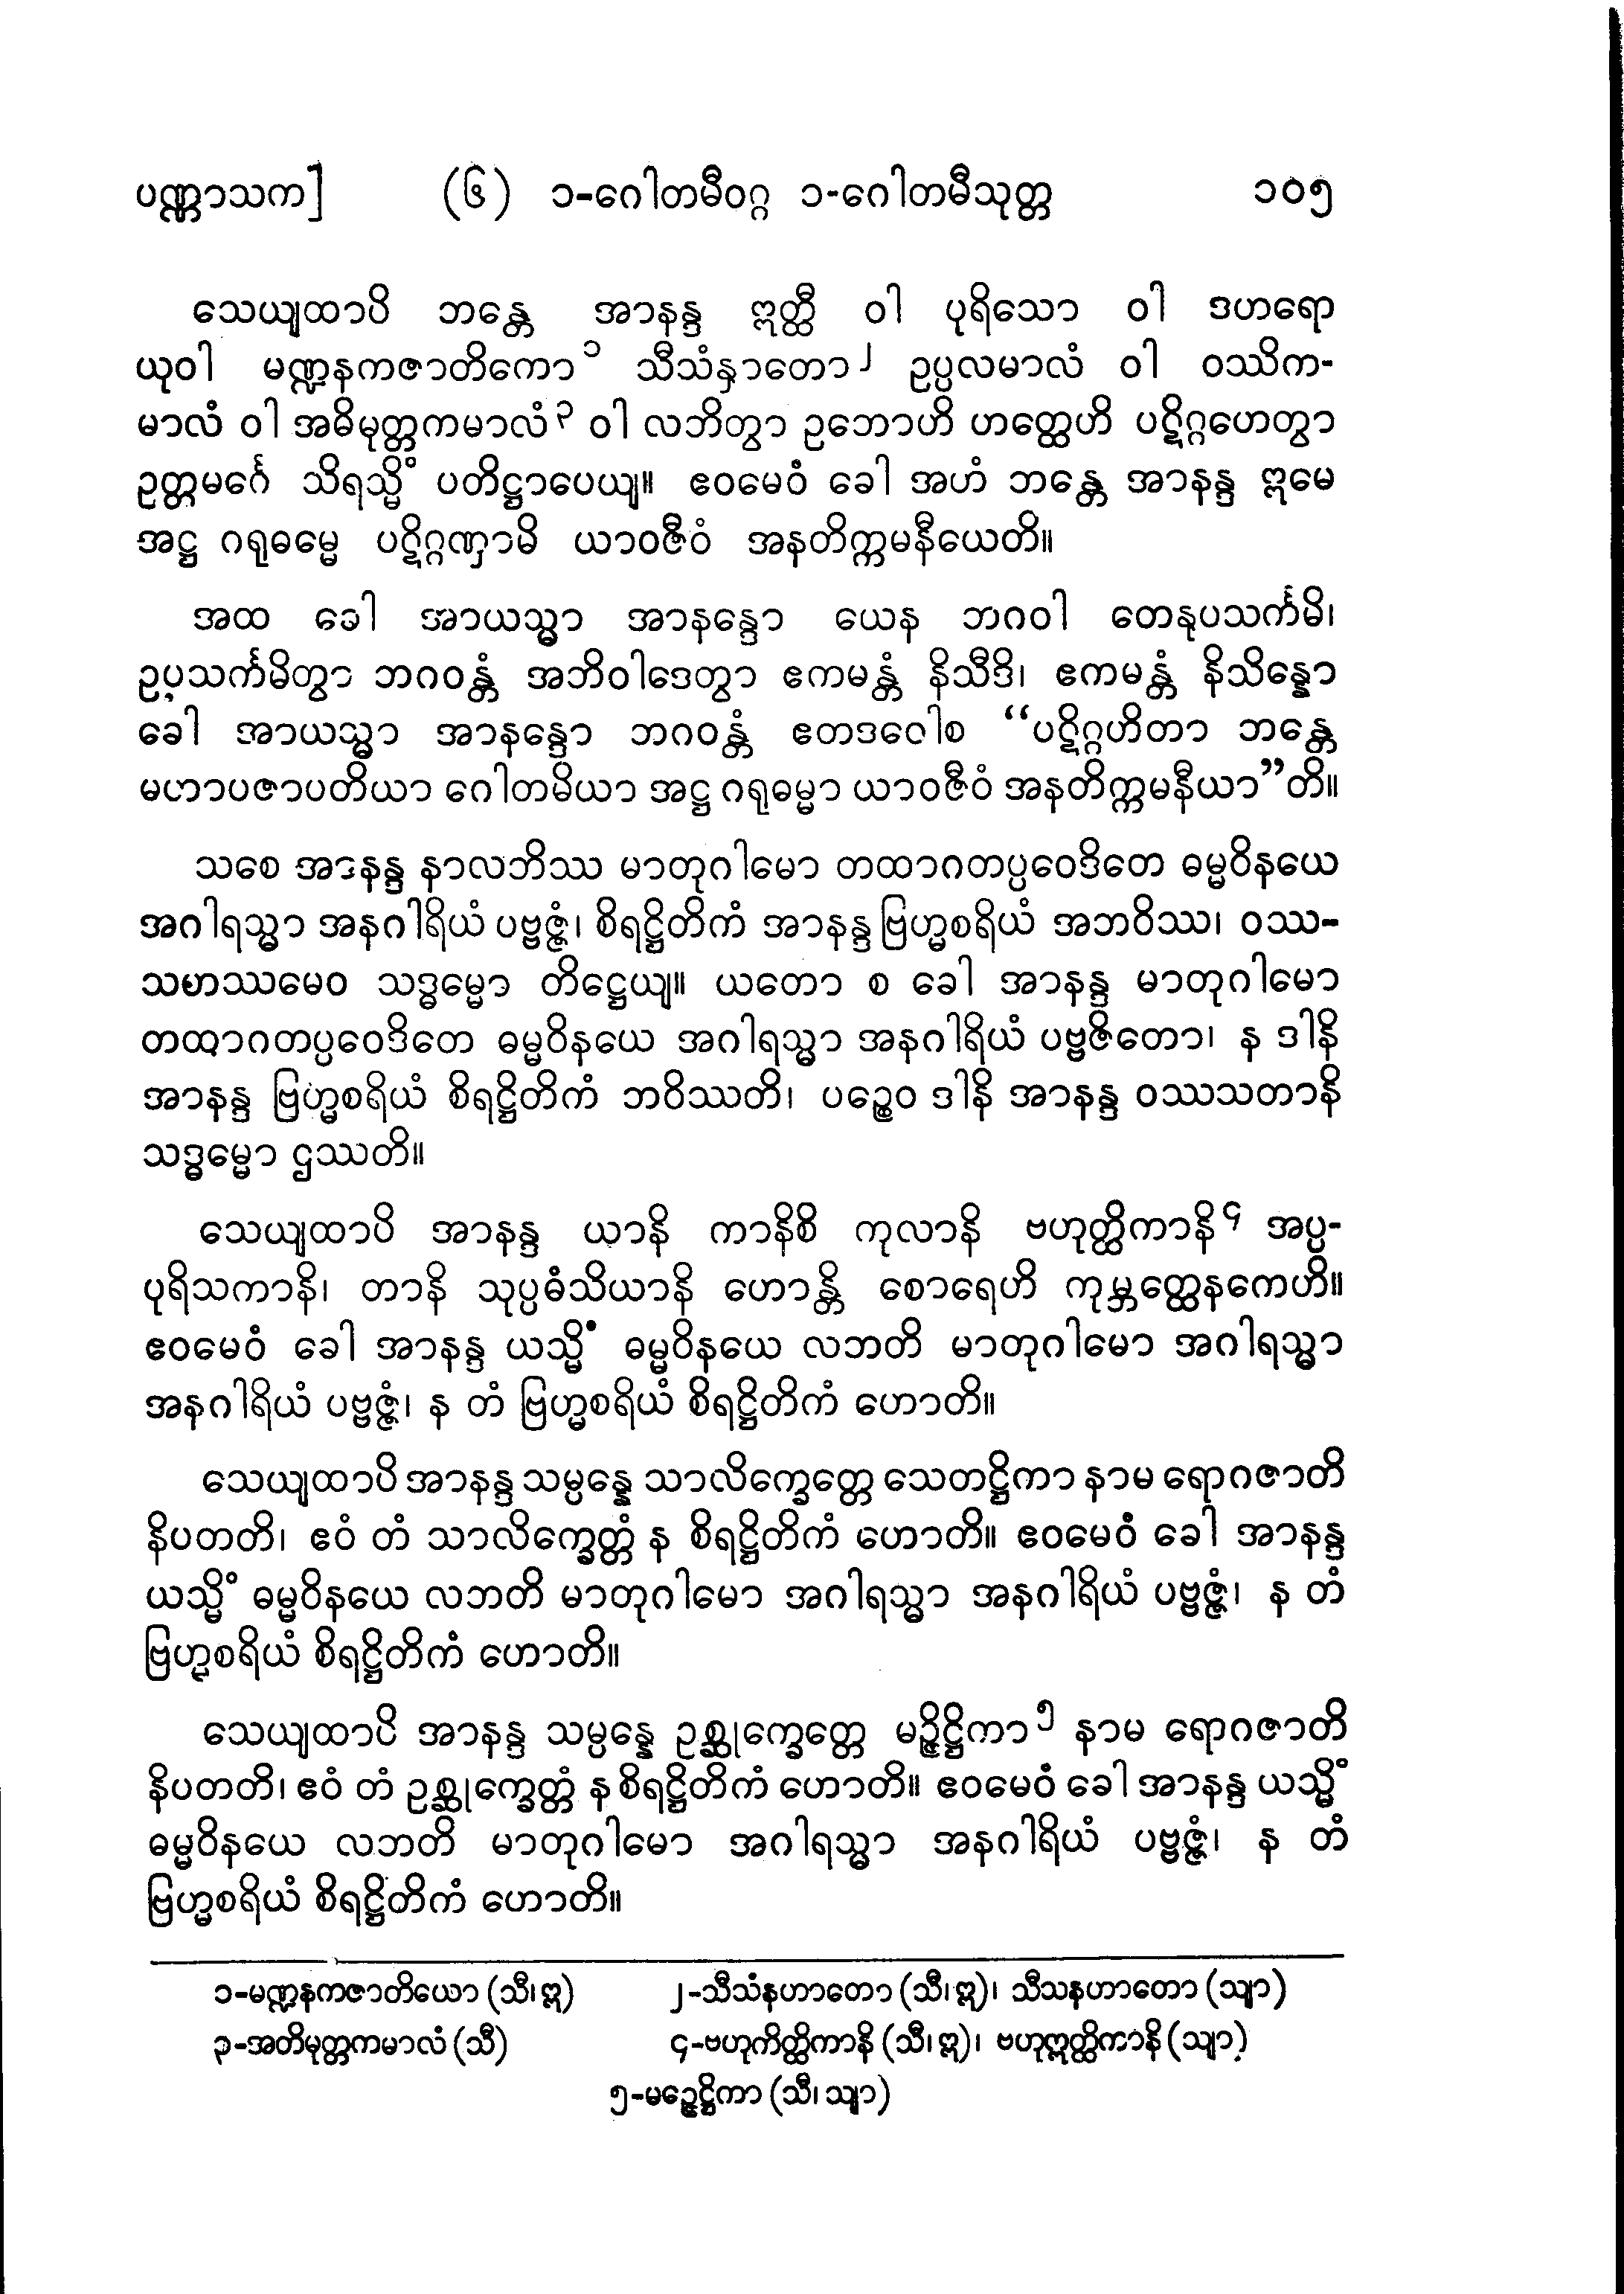 ပဏ္ဏာသက] (၆) ၁-ဂေါတမီဝဂ္ဂ ၁-ဂေါတမီသုတ္တ ၁၀၅
သေယျထာပိ ဘန္တေ အာနန္ဒ ဣတ္ထီ ဝါ ပုရိသော ဝါ ဒဟရော
ယုဝါ မဏ္ဍနကဇာတိကော၁ သီသံနှာတော၂ ဥပ္ပလမာလံ ဝါ ဝဿိက-
မာလံ ဝါ အဓိမုတ္တကမာလံ၃ ဝါ လဘိတွာ ဥဘောဟိ ဟတ္ထေဟိ ပဋိဂ္ဂဟေတွာ
ဥတ္တမင်္ဂေ သိရသ္မိံ ပတိဋ္ဌာပေယျ။ ဧဝမေဝံ ခေါ အဟံ ဘန္တေ အာနန္ဒ ဣမေ
အဋ္ဌ ဂရုဓမ္မေ ပဋိဂ္ဂဏှာမိ ယာဝဇီဝံ အနတိက္ကမနီယေတိ။
အထ ခေါ အာယသ္မာ အာနန္ဒော ယေန ဘဂဝါ တေနုပသင်္ကမိ၊
ဥပသင်္ကမိတွာ ဘဂဝန္တံ အဘိဝါဒေတွာ ဧကမန္တံ နိသီဒိ၊ ဧကမန္တံ နိသိန္နော
ခေါ အာယသ္မာ အာနန္ဒော ဘဂဝန္တံ ဧတဒဝေါစ “ပဋိဂ္ဂဟိတာ ဘန္တေ
မဟာပဇာပတိယာ ဂေါတမိယာ အဋ္ဌ ဂရုဓမ္မာ ယာဝဇီဝံ အနတိက္ကမနီယာ”တိ။
သစေ အာနန္ဒ နာလဘိဿ မာတုဂါမော တထာဂတပ္ပဝေဒိတေ ဓမ္မဝိနယေ
အဂါရသ္မာ အနဂါရိယံ ပဗ္ဗဇ္ဇံ၊ စိရဋ္ဌိတိကံ အာနန္ဒ ဗြဟ္မစရိယံ အဘဝိဿ၊ ဝဿ-
သဟဿမေဝ သဒ္ဓမ္မော တိဋ္ဌေယျ။ ယတော စ ခေါ အာနန္ဒ မာတုဂါမော
တထာဂတပ္ပဝေဒိတေ ဓမ္မဝိနယေ အဂါရသ္မာ အနဂါရိယံ ပဗ္ဗဇိတော၊ န ဒါနိ
အာနန္ဒ ဗြဟ္မစရိယံ စိရဋ္ဌိတိကံ ဘဝိဿတိ၊ ပဉ္စေဝ ဒါနိ အာနန္ဒ ဝဿသတာနိ
သဒ္ဓမ္မော ဌဿတိ။
သေယျထာပိ အာနန္ဒ ယာနိ ကာနိစိ ကုလာနိ ဗဟုတ္ထိကာနိ၄ အပ္ပ-
ပုရိသကာနိ၊ တာနိ သုပ္ပဓံသိယာနိ ဟောန္တိ စောရေဟိ ကုမ္ဘတ္ထေနကေဟိ။
ဧဝမေဝံ ခေါ အာနန္ဒ ယသ္မိံ ဓမ္မဝိနယေ လဘတိ မာတုဂါမော အဂါရသ္မာ
အနဂါရိယံ ပဗ္ဗဇ္ဇံ၊ န တံ ဗြဟ္မစရိယံ စိရဋ္ဌိတိကံ ဟောတိ။
သေယျထာပိ အာနန္ဒ သမ္ပန္နေ သာလိက္ခေတ္တေ သေတဋ္ဌိကာ နာမ ရောဂဇာတိ
နိပတတိ၊ ဧဝံ တံ သာလိက္ခေတ္တံ န စိရဋ္ဌိတိကံ ဟောတိ။ ဧဝမေဝံ ခေါ အာနန္ဒ
ယသ္မိံ ဓမ္မဝိနယေ လဘတိ မာတုဂါမော အဂါရသ္မာ အနဂါရိယံ ပဗ္ဗဇ္ဇံ၊ န တံ
ဗြဟ္မစရိယံ စိရဋ္ဌိတိကံ ဟောတိ။
သေယျထာပိ အာနန္ဒ သမ္ပန္နေ ဥစ္ဆုက္ခေတ္တေ မဉ္ဇိဋ္ဌိကာ၅ နာမ ရောဂဇာတိ
နိပတတိ၊ ဧဝံ တံ ဥစ္ဆုက္ခေတ္တံ န စိရဋ္ဌိတိကံ ဟောတိ။ ဧဝမေဝံ ခေါ အာနန္ဒ ယသ္မိံ
ဓမ္မဝိနယေ လဘတိ မာတုဂါမော အဂါရသ္မာ အနဂါရိယံ ပဗ္ဗဇ္ဇံ၊ န တံ
ဗြဟ္မစရိယံ စိရဋ္ဌိတိကံ ဟောတိ။
၁-မဏ္ဍနကဇာတိယော (သီ၊ ဣ) ၂-သီသံနဟာတော (သီ၊ ဣ)၊ သီသနဟာတော (သျာ)
၃-အတိမုတ္တကမာလံ (သီ) ၄-ဗဟုကိတ္ထိကာနိ (သီ၊ ဣ)၊ ဗဟုဣတ္ထိကာနိ (သျာ)
၅-မဉ္ဇေဋ္ဌိကာ (သီ၊ သျာ)